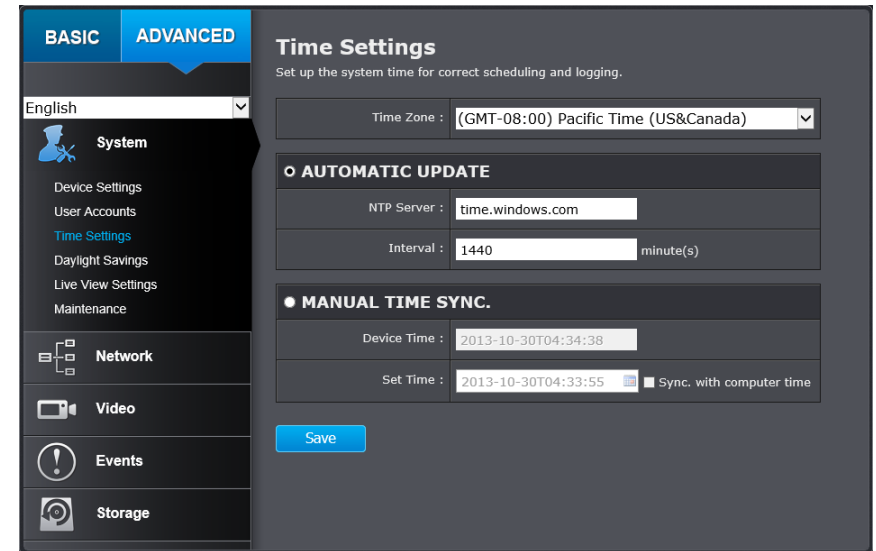 BASIC
ADVANCED
English
System
Device Settings
User Accounts
Time Settings
Daylight Savings
Live View Settings
Maintenance
Network
Video
Events
Storage
Time Settings
Set up the system time for correct scheduling and logging.
Time Zone : (GMT-08:00) Pacific Time (US&Canada)
AUTOMATIC UPDATE
NTP Server : time.windows.com
Interval : 1440 minute(s)
MANUAL TIME SYNC.
Device Time : 2013-10-30T04:34:38
Set Time : 2013-10-30T04:33:55 Sync. with computer time
Save